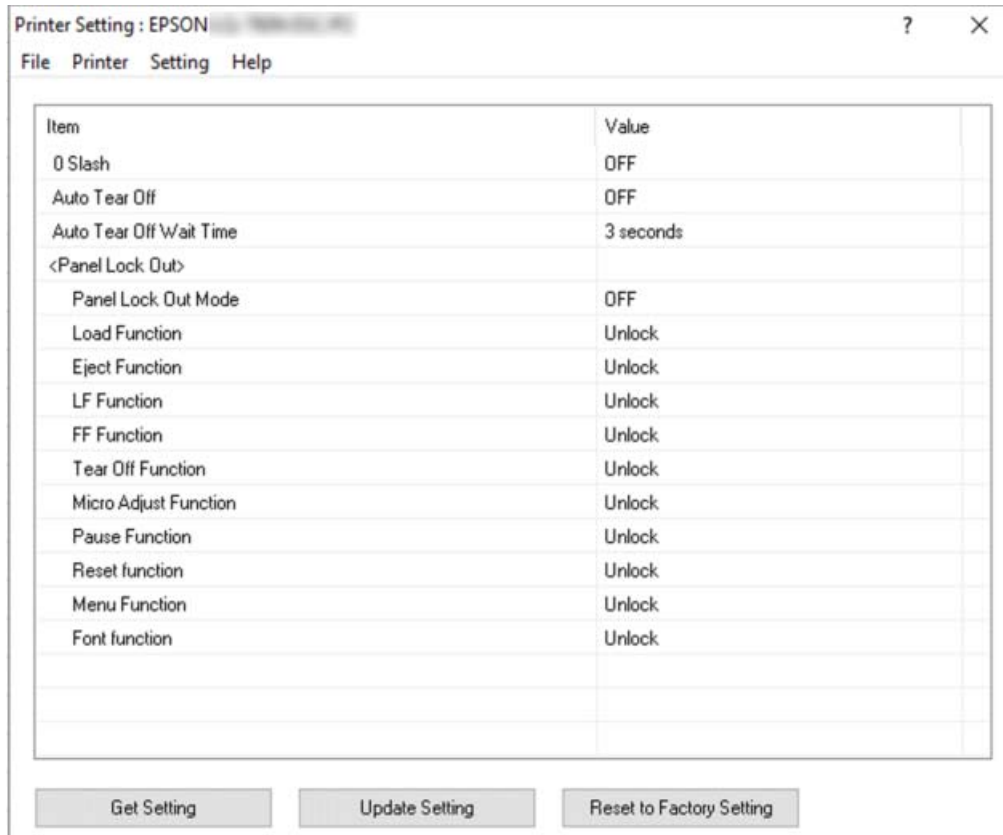 Printer Setting : EPSON
? ×
File Printer Setting Help
Item Value
0 Slash OFF
Auto Tear Off OFF
Auto Tear Off Wait Time 3 seconds
<Panel Lock Out>
Panel Lock Out Mode OFF
Load Function Unlock
Eject Function Unlock
LF Function Unlock
FF Function Unlock
Tear Off Function Unlock
Micro Adjust Function Unlock
Pause Function Unlock
Reset function Unlock
Menu Function Unlock
Font function Unlock
Get Setting Update Setting Reset to Factory Setting